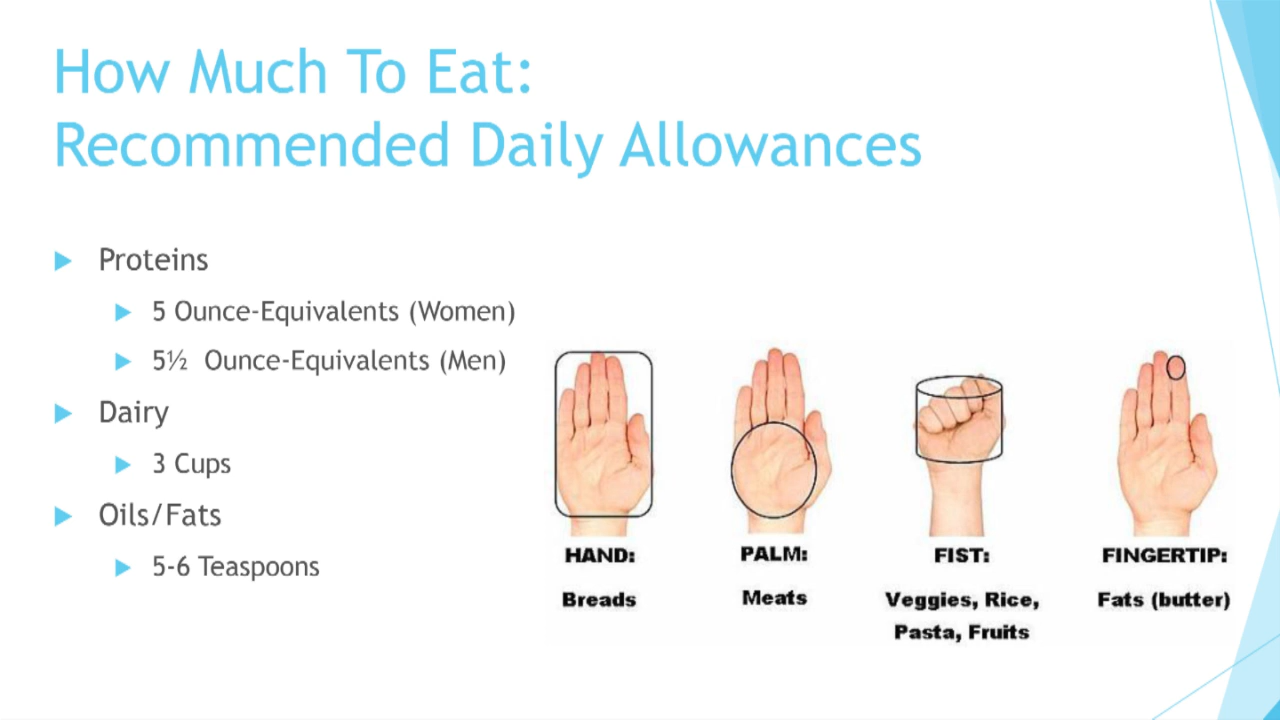 How Much To Eat:
Recommended Daily Allowances
Proteins
5 Ounce-Equivalents (Women)
5½ Ounce-Equivalents (Men)
Dairy
3 Cups
Oils/Fats
5-6 Teaspoons
HAND:
Breads
PALM:
Meats
FIST:
Veggies, Rice,
Pasta, Fruits
FINGERTIP:
Fats (butter)